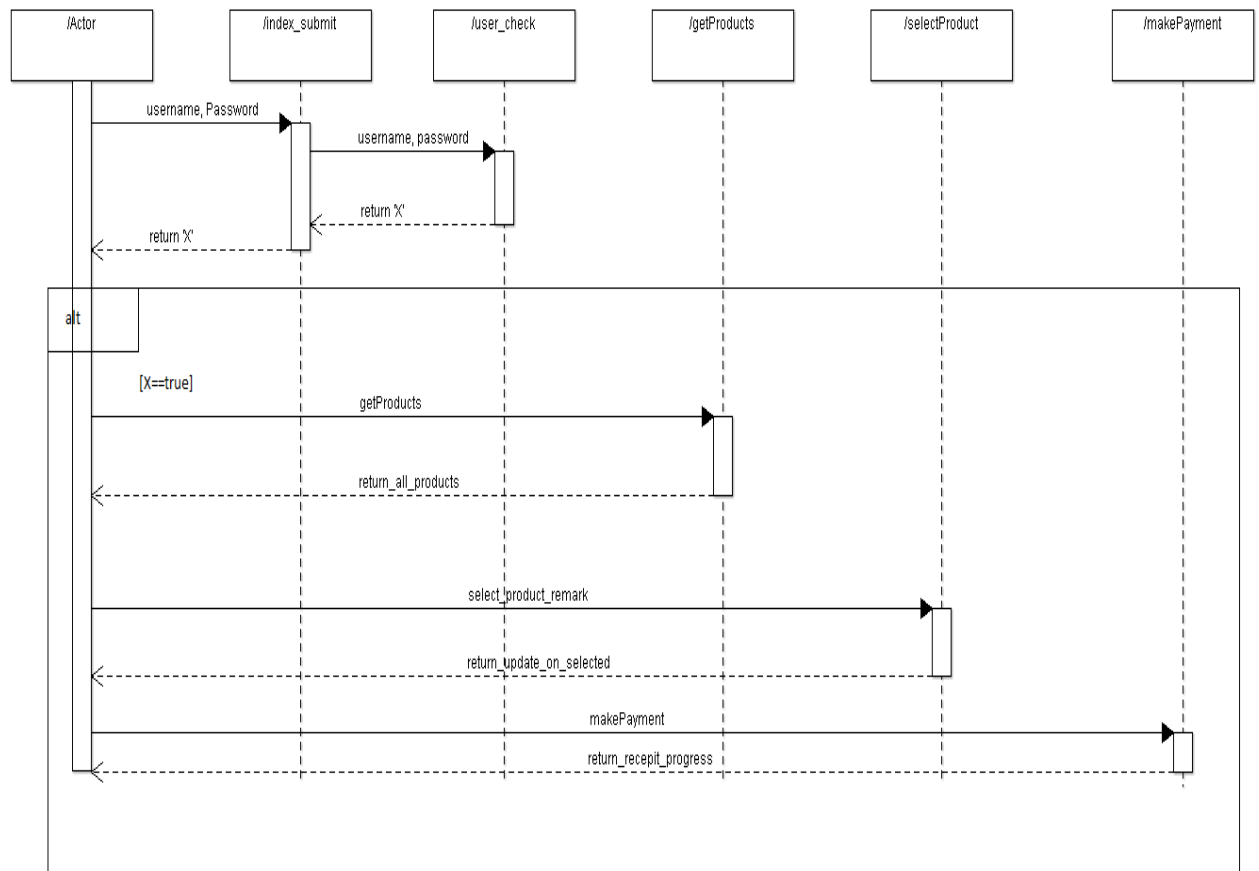 /Actor
/index_submit
/user_check
/getProducts
/selectProduct
/makePayment
username, Password
username, password
return 'X'
return 'X'
alt
[X==true]
getProducts
return_all_products
select_product_remark
return_update_on_selected
makePayment
return_recepit_progress